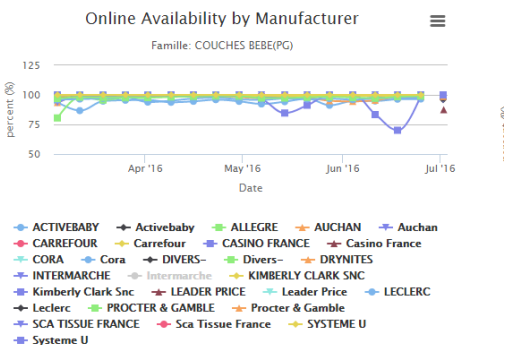 Online Availability by Manufacturer
Famille: COUCHES BEBE(PG)
125
100
75
50
percent (%)
Apr '16 May '16 Jun '16 Jul '16
Date
ACTIVEBABY Activebaby ALLEGRE AUCHAN Auchan
CARREFOUR Carrefour CASINO FRANCE Casino France
CORA Cora DIVERS- Divers- DRYNITES
INTERMARCHE Intermarche KIMBERLY CLARK SNC
Kimberly Clark Snc LEADER PRICE Leader Price LECLERC
Leclerc PROCTER & GAMBLE Procter & Gamble
SCA TISSUE FRANCE Sca Tissue France SYSTEME U
Systeme U